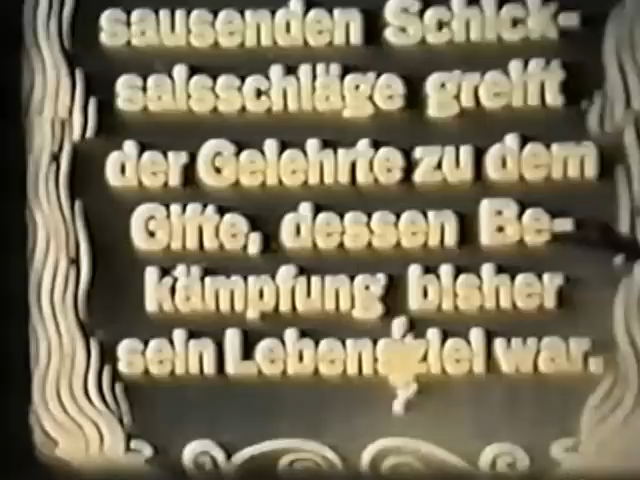 sausenden Schick-
salsschläge greift
der Gelehrte zu dem
Gifte, dessen Be-
kämpfung bisher
sein Lebensziel war.